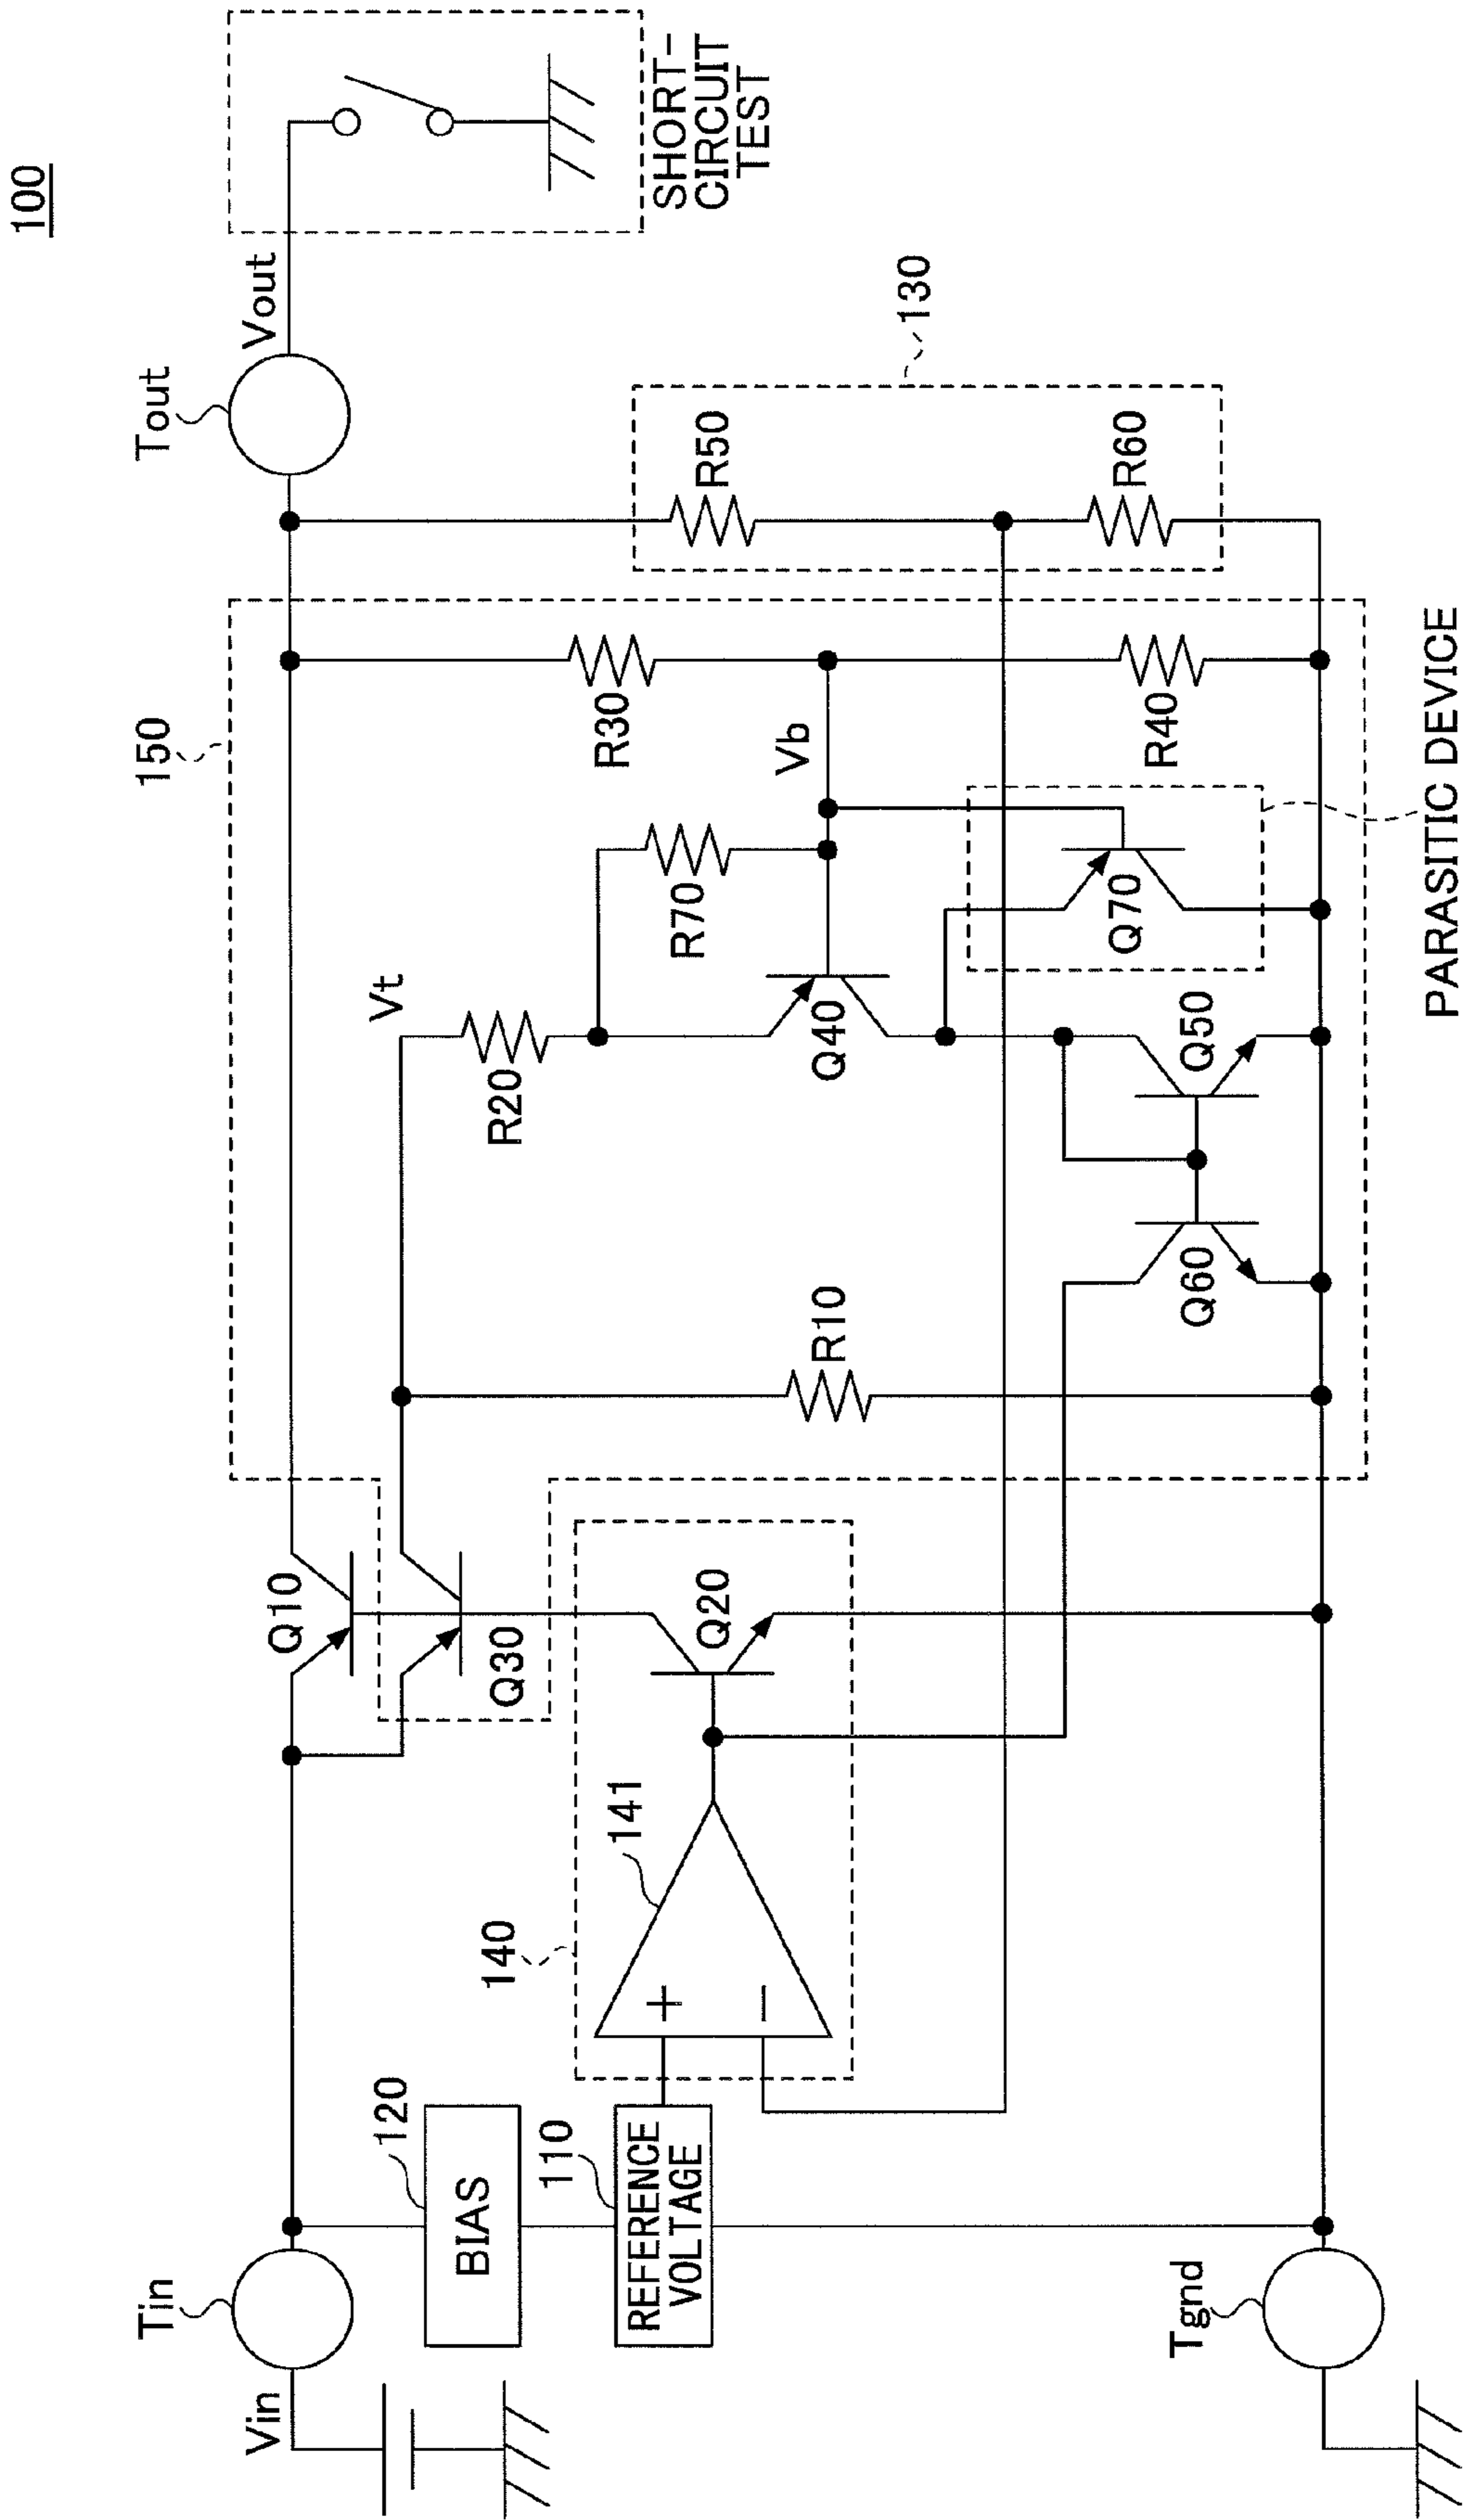 100
Tin
Vin
120
BIAS
110
REFERENCE
VOLTAGE
Tgnd
140
141
+
−
Q10
Q30
Q20
150
Vt
R10
R20
Q60
Q50
Q40
R70
Q70
Vb
R30
R40
PARASITIC DEVICE
130
R50
R60
Tout
Vout
SHORT-
CIRCUIT
TEST